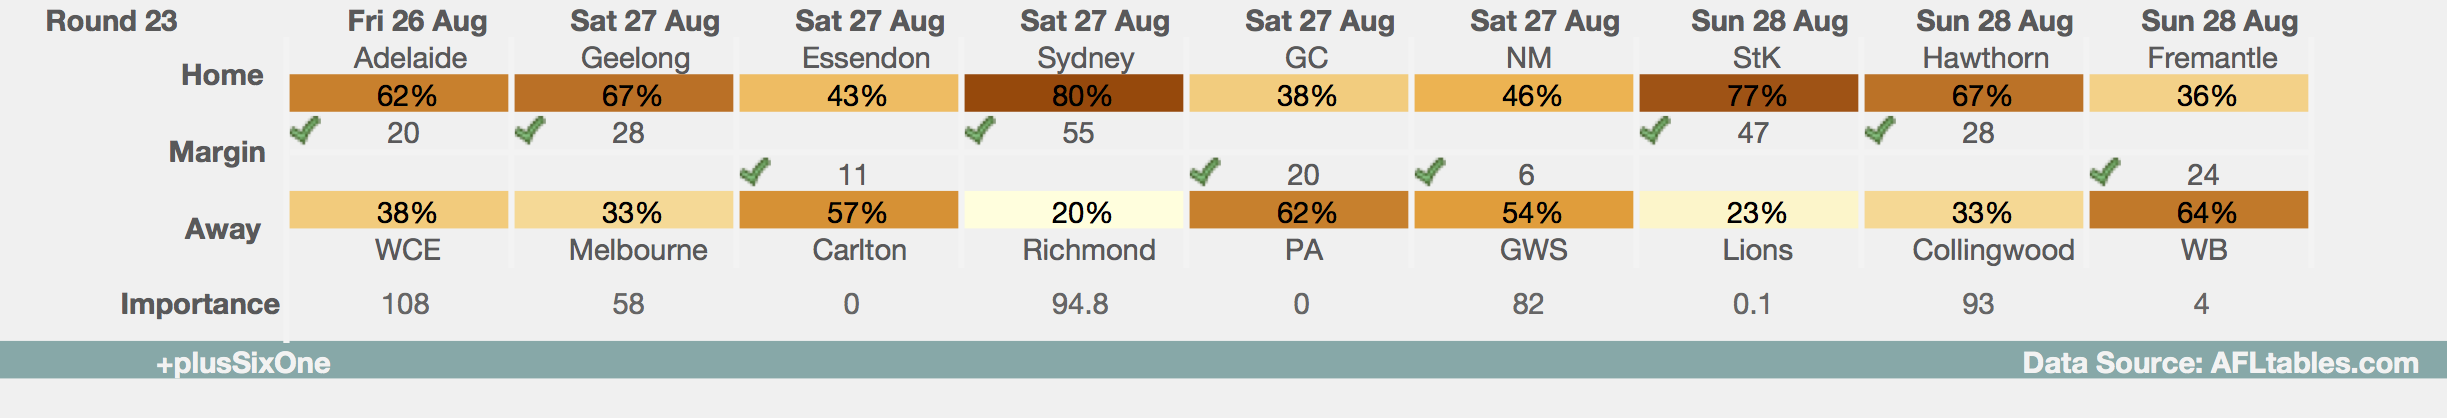 Round 23 Fri 26 Aug Sat 27 Aug Sat 27 Aug Sat 27 Aug Sat 27 Aug Sat 27 Aug Sun 28 Aug Sun 28 Aug Sun 28 Aug
Adelaide Geelong Essendon Sydney GC NM StK Hawthorn Fremantle
Home
62% 67% 43% 80% 38% 46% 77% 67% 36%
20 28 55 47 28
Margin
11 20 6 24
38% 33% 57% 20% 62% 54% 23% 33% 64%
Away
WCE Melbourne Carlton Richmond PA GWS Lions Collingwood WB
Importance 108 58 0 94.8 0 82 0.1 93 4
+plusSixOne Data Source: AFLtables.com